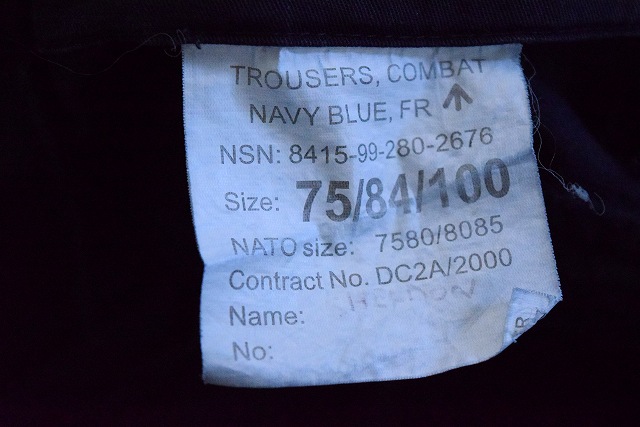 TROUSERS, COMBAT
NAVY BLUE, FR
NSN: 8415-99-280-2676
Size: 75/84/100
NATO size: 7580/8085
Contract No. DC2A/2000
Name:
No: